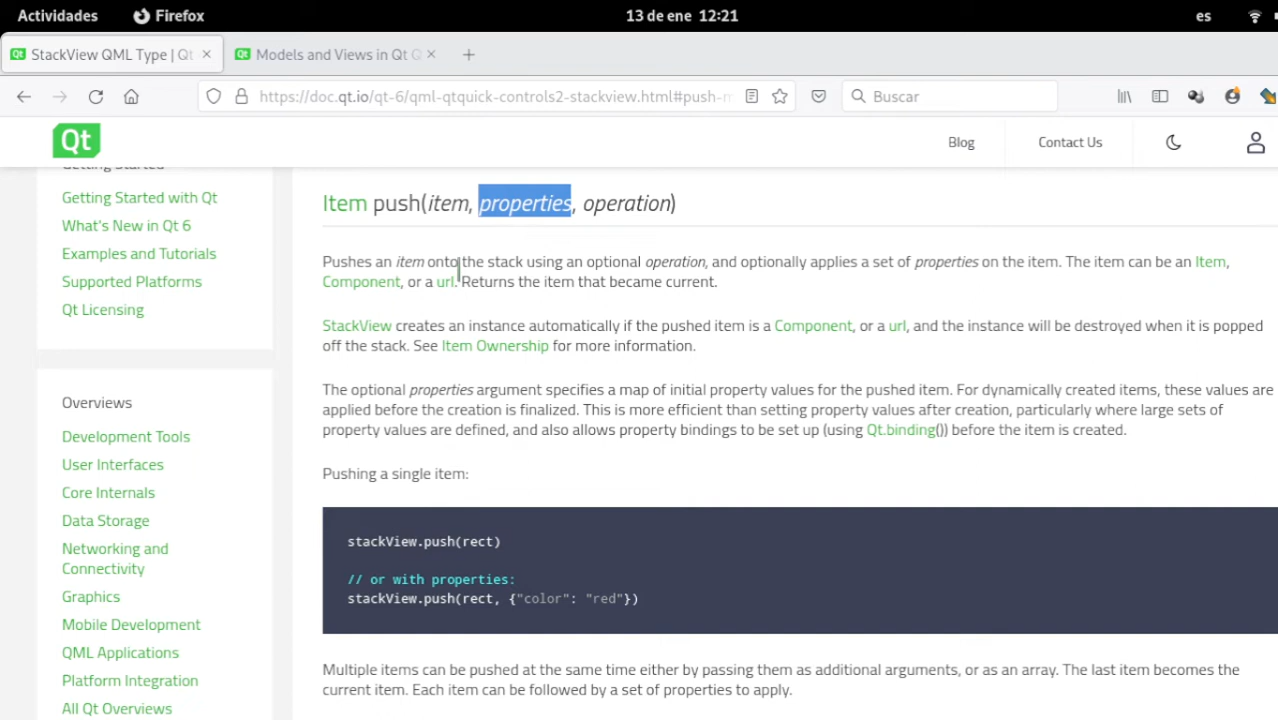 Actividades Firefox 13 de ene 12:21 es
StackView QML Type | Qt Models and Views in Qt Q
https://doc.qt.io/qt-6/qml-qtquick-controls2-stackview.html#push-m Buscar
Qt Blog Contact Us
Getting Started
Getting Started with Qt
What's New in Qt 6
Examples and Tutorials
Supported Platforms
Qt Licensing
Overviews
Development Tools
User Interfaces
Core Internals
Data Storage
Networking and
Connectivity
Graphics
Mobile Development
QML Applications
Platform Integration
All Qt Overviews
Item push(item, properties, operation)
Pushes an item onto the stack using an optional operation, and optionally applies a set of properties on the item. The item can be an Item,
Component, or a url. Returns the item that became current.
StackView creates an instance automatically if the pushed item is a Component, or a url, and the instance will be destroyed when it is popped
off the stack. See Item Ownership for more information.
The optional properties argument specifies a map of initial property values for the pushed item. For dynamically created items, these values are
applied before the creation is finalized. This is more efficient than setting property values after creation, particularly where large sets of
property values are defined, and also allows property bindings to be set up (using Qt.binding()) before the item is created.
Pushing a single item:
stackView.push(rect)
// or with properties:
stackView.push(rect, {"color": "red"})
Multiple items can be pushed at the same time either by passing them as additional arguments, or as an array. The last item becomes the
current item. Each item can be followed by a set of properties to apply.